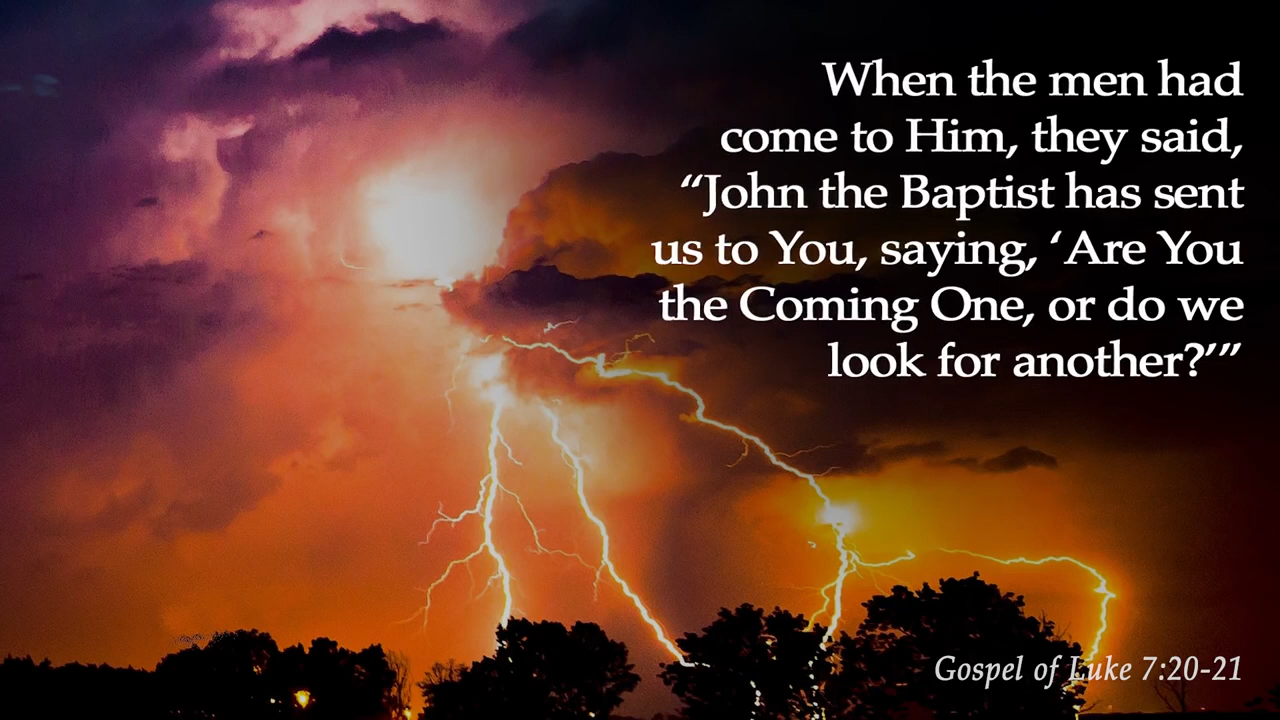 When the men had
come to Him, they said,
“John the Baptist has sent
us to You, saying, ‘Are You
the Coming One, or do we
look for another?’”
Gospel of Luke 7:20-21